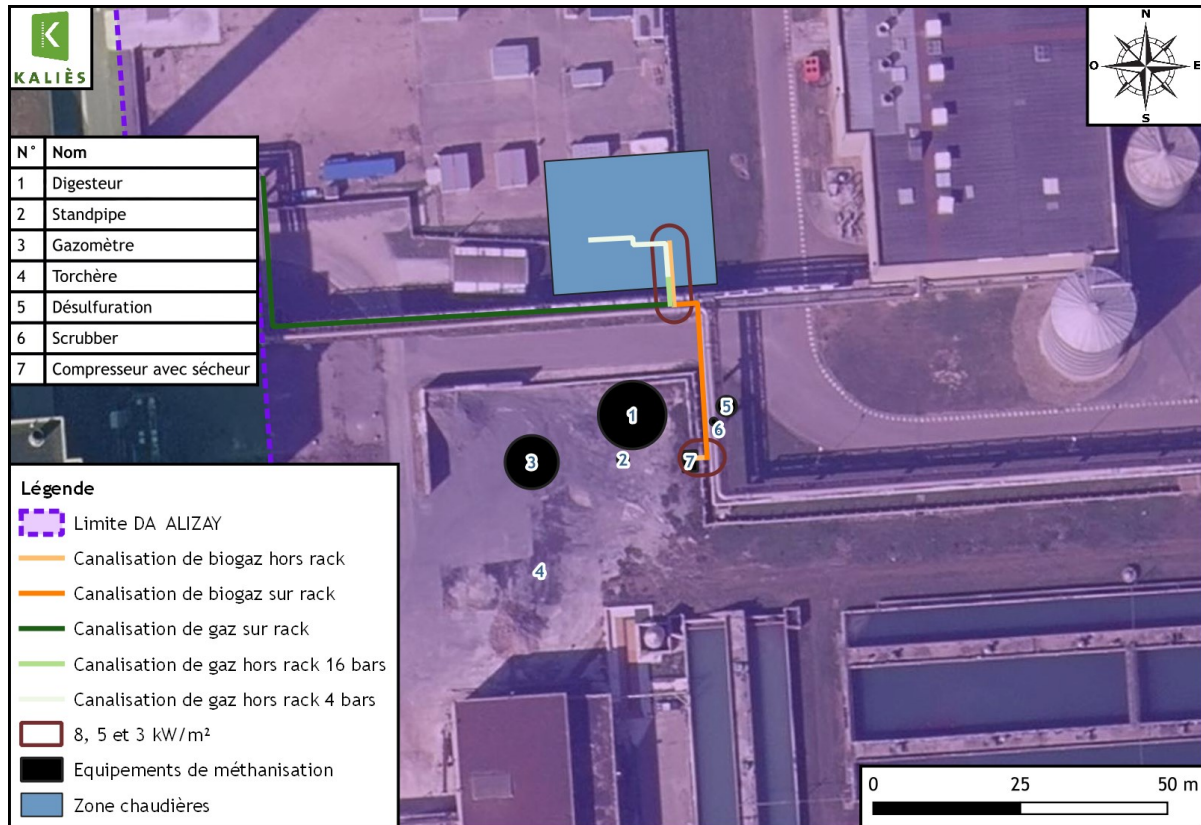 KALIÈS
N
O
E
S
N° Nom
1 Digesteur
2 Standpipe
3 Gazomètre
4 Torchère
5 Désulfuration
6 Scrubber
7 Compresseur avec sécheur
1
5
6
3
2
7
4
Légende
Limite DA ALIZAY
Canalisation de biogaz hors rack
Canalisation de biogaz sur rack
Canalisation de gaz sur rack
Canalisation de gaz hors rack 16 bars
Canalisation de gaz hors rack 4 bars
8, 5 et 3 kW/m²
Equipements de méthanisation
Zone chaudières
0 25 50 m